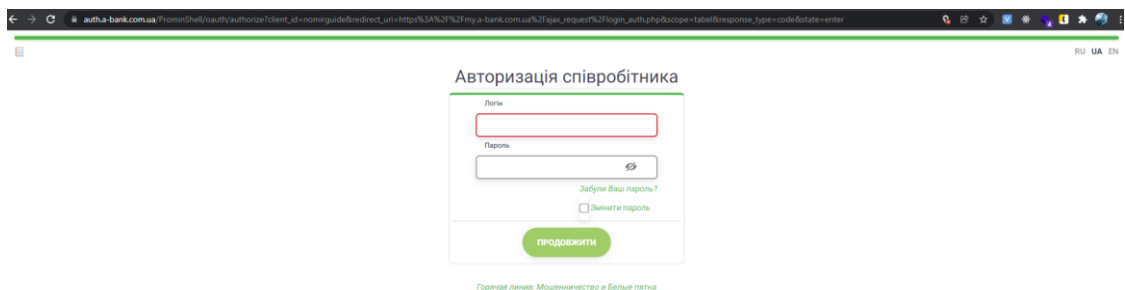 auth.a-bank.com.ua/ProminShell/oauth/authorize?client_id=nomirguide&redirect_uri=https%3A%2F%2Fmy.a-bank.com.ua%2Fajax_request%2Flogin_auth.php&scope=tabel&response_type=code&state=enter
RU UA EN
Авторизація співробітника
Логін
Пароль
Забули Ваш пароль?
Змінити пароль
ПРОДОВЖИТИ
Горячая линия: Мошенничество и Белые пятна